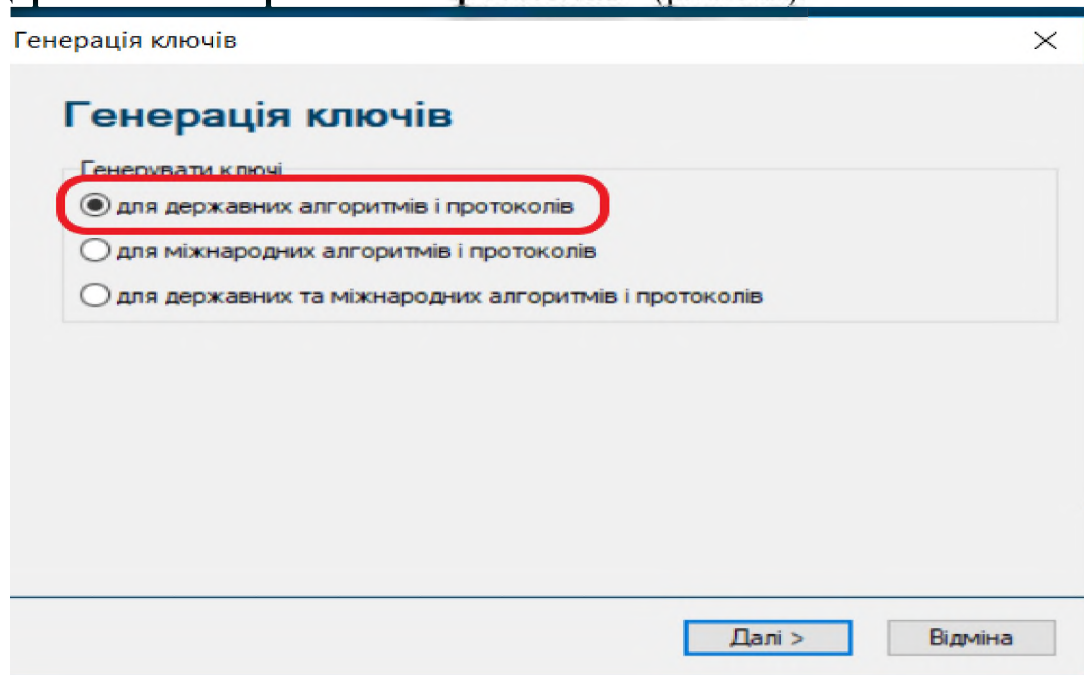 Генерація ключів
Генерація ключів
Генерувати ключі
для державних алгоритмів і протоколів
для міжнародних алгоритмів і протоколів
для державних та міжнародних алгоритмів і протоколів
Далі >
Відміна